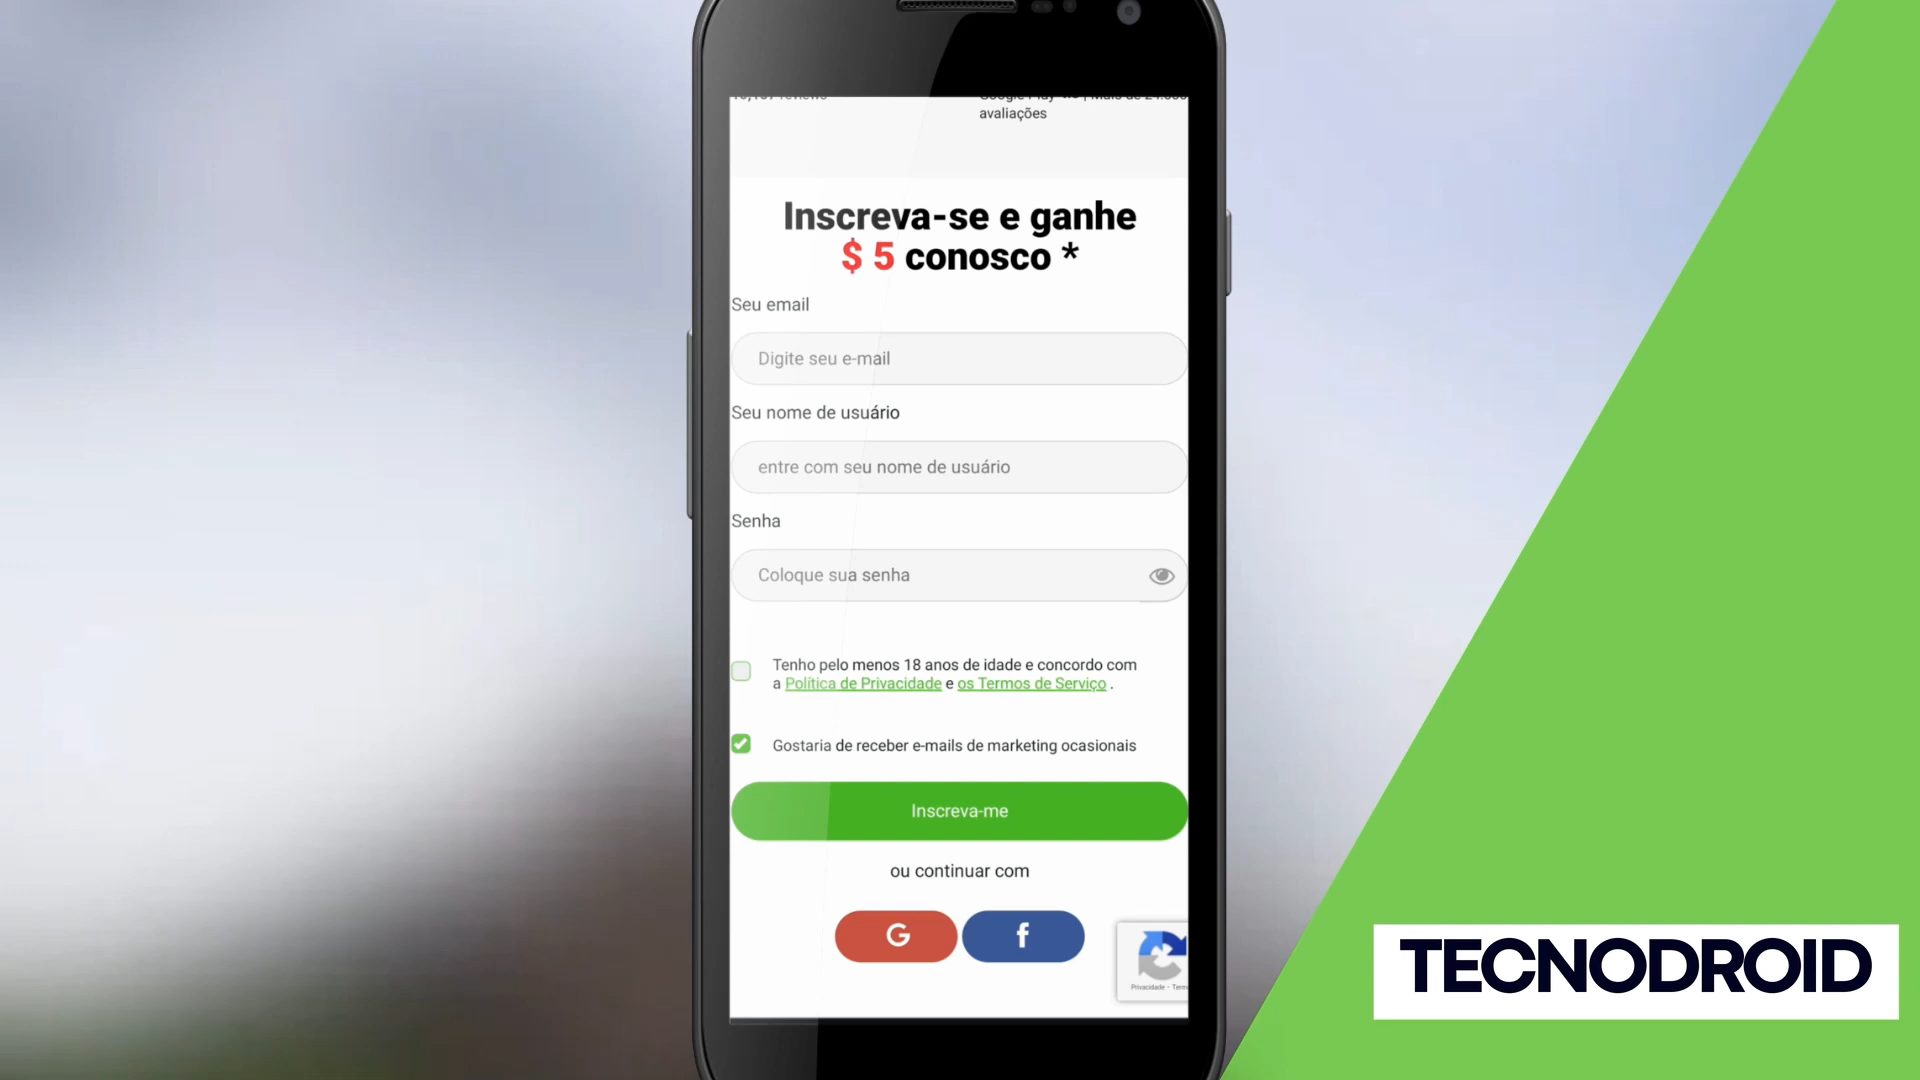 avaliações
Inscreva-se e ganhe
$ 5 conosco *
Seu email
Digite seu e-mail
Seu nome de usuário
entre com seu nome de usuário
Senha
Coloque sua senha
Tenho pelo menos 18 anos de idade e concordo com
a Política de Privacidade e os Termos de Serviço .
Gostaria de receber e-mails de marketing ocasionais
Inscreva-me
ou continuar com
G f
Privacidade -
TECNODROID